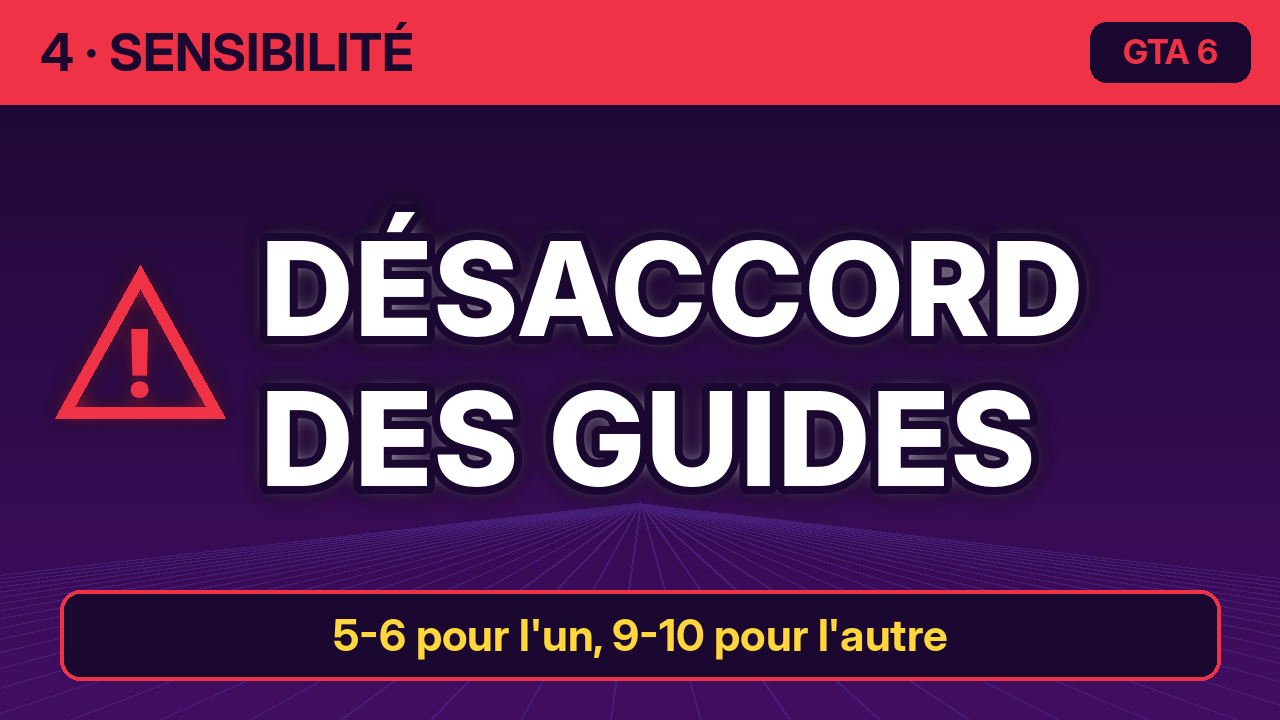 4 · SENSIBILITÉ
GTA 6
DÉSACCORD
DES GUIDES
!
5-6 pour l'un, 9-10 pour l'autre